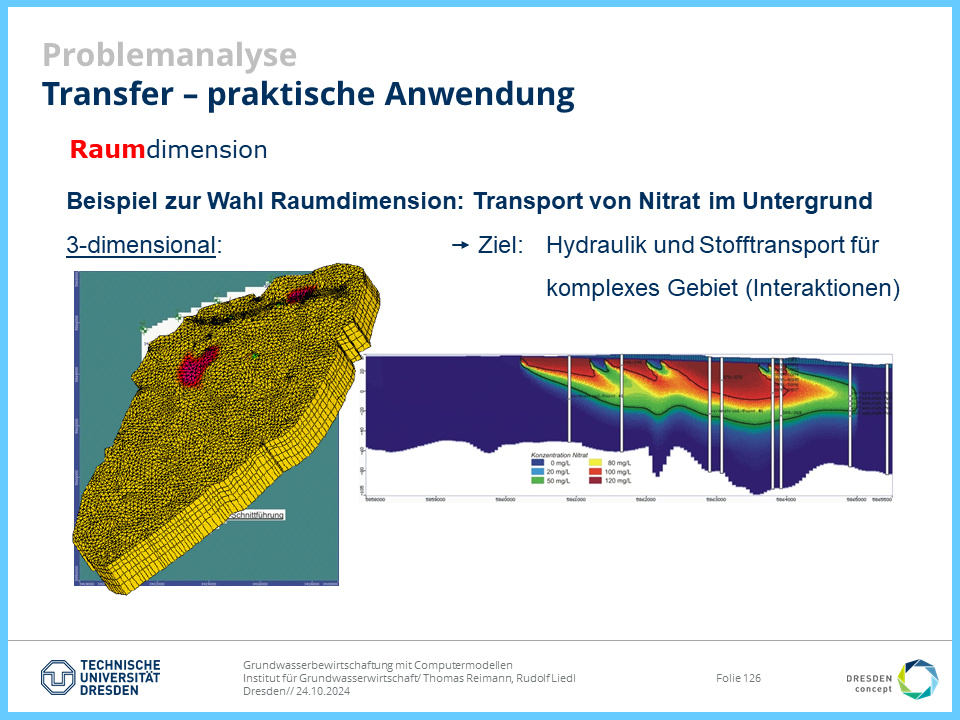 Problemanalyse
Transfer – praktische Anwendung
Raumdimension
Beispiel zur Wahl Raumdimension: Transport von Nitrat im Untergrund
3-dimensional:
→ Ziel: Hydraulik und Stofftransport für
komplexes Gebiet (Interaktionen)
Schnittführung
Konzentration Nitrat
0 mg/L
80 mg/L
20 mg/L
100 mg/L
50 mg/L
120 mg/L
TECHNISCHE
UNIVERSITÄT
DRESDEN
Grundwasserbewirtschaftung mit Computermodellen
Institut für Grundwasserwirtschaft/ Thomas Reimann, Rudolf Liedl
Dresden// 24.10.2024
Folie 126
DRESDEN
concept